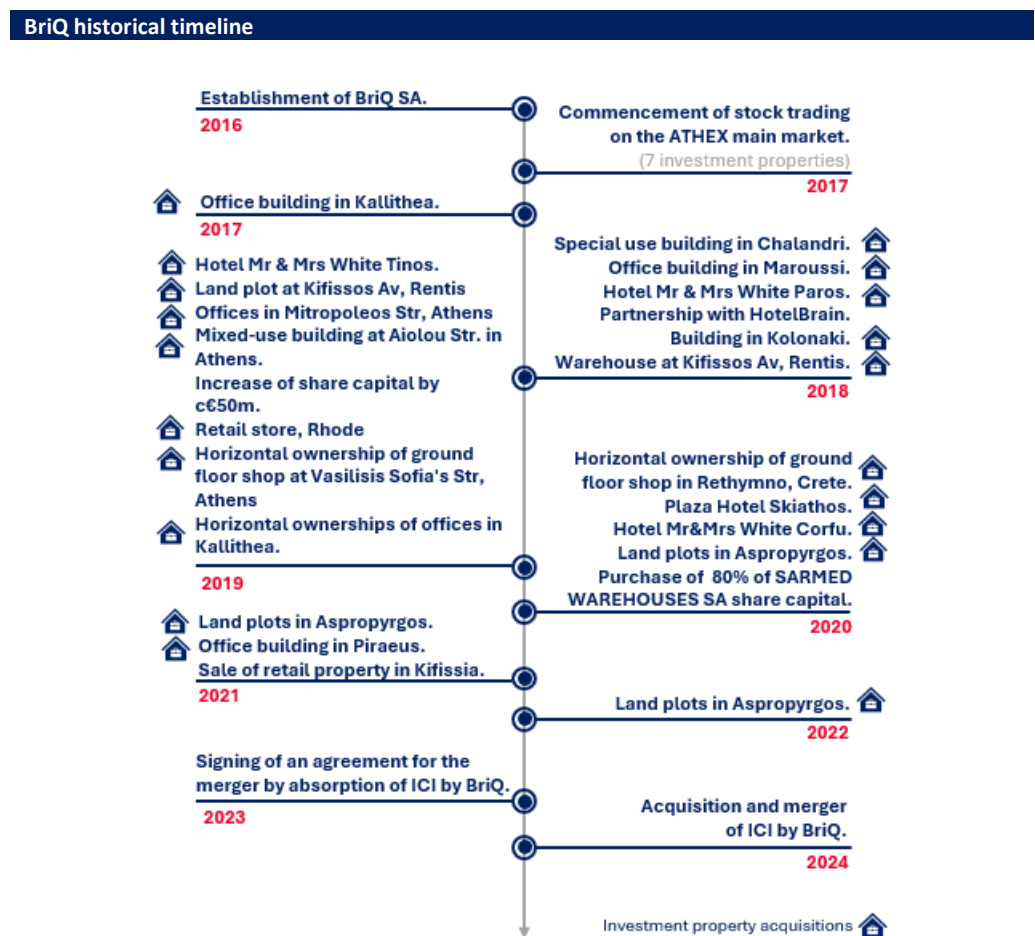 BriQ historical timeline
Establishment of BriQ SA.
2016
Commencement of stock trading
on the ATHEX main market.
(7 investment properties)
2017
Office building in Kallithea.
2017
Special use building in Chalandri.
Office building in Maroussi.
Hotel Mr & Mrs White Paros.
Partnership with HotelBrain.
Building in Kolonaki.
Warehouse at Kifissos Av, Rentis.
2018
Hotel Mr & Mrs White Tinos.
Land plot at Kifissos Av, Rentis
Offices in Mitropoleos Str, Athens
Mixed-use building at Aiolou Str. in
Athens.
Increase of share capital by
c€50m.
Retail store, Rhode
Horizontal ownership of ground
floor shop at Vasilisis Sofia's Str,
Athens
Horizontal ownerships of offices in
Kallithea.
2019
Horizontal ownership of ground
floor shop in Rethymno, Crete.
Plaza Hotel Skiathos.
Hotel Mr&Mrs White Corfu.
Land plots in Aspropyrgos.
Purchase of 80% of SARMED
WAREHOUSES SA share capital.
2020
Land plots in Aspropyrgos.
Office building in Piraeus.
Sale of retail property in Kifissia.
2021
Land plots in Aspropyrgos.
2022
Signing of an agreement for the
merger by absorption of ICI by BriQ.
2023
Acquisition and merger
of ICI by BriQ.
2024
Investment property acquisitions